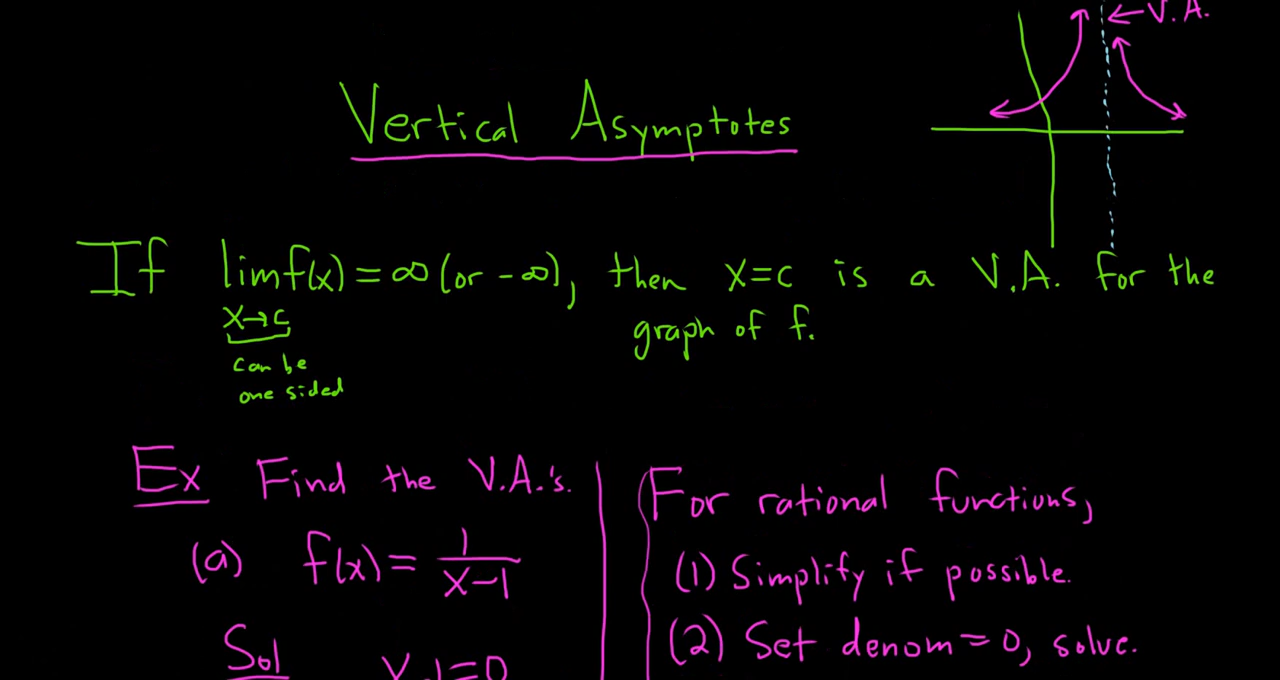 ← V.A.
Vertical Asymptotes
If lim f(x) = ∞ (or -∞), then x=c is a V.A. for the
x→c
graph of f.
can be
one sided
Ex Find the V.A.'s.
(a) f(x) = 1/(x-1)
Sol
For rational functions,
(1) Simplify if possible.
(2) Set denom = 0, solve.